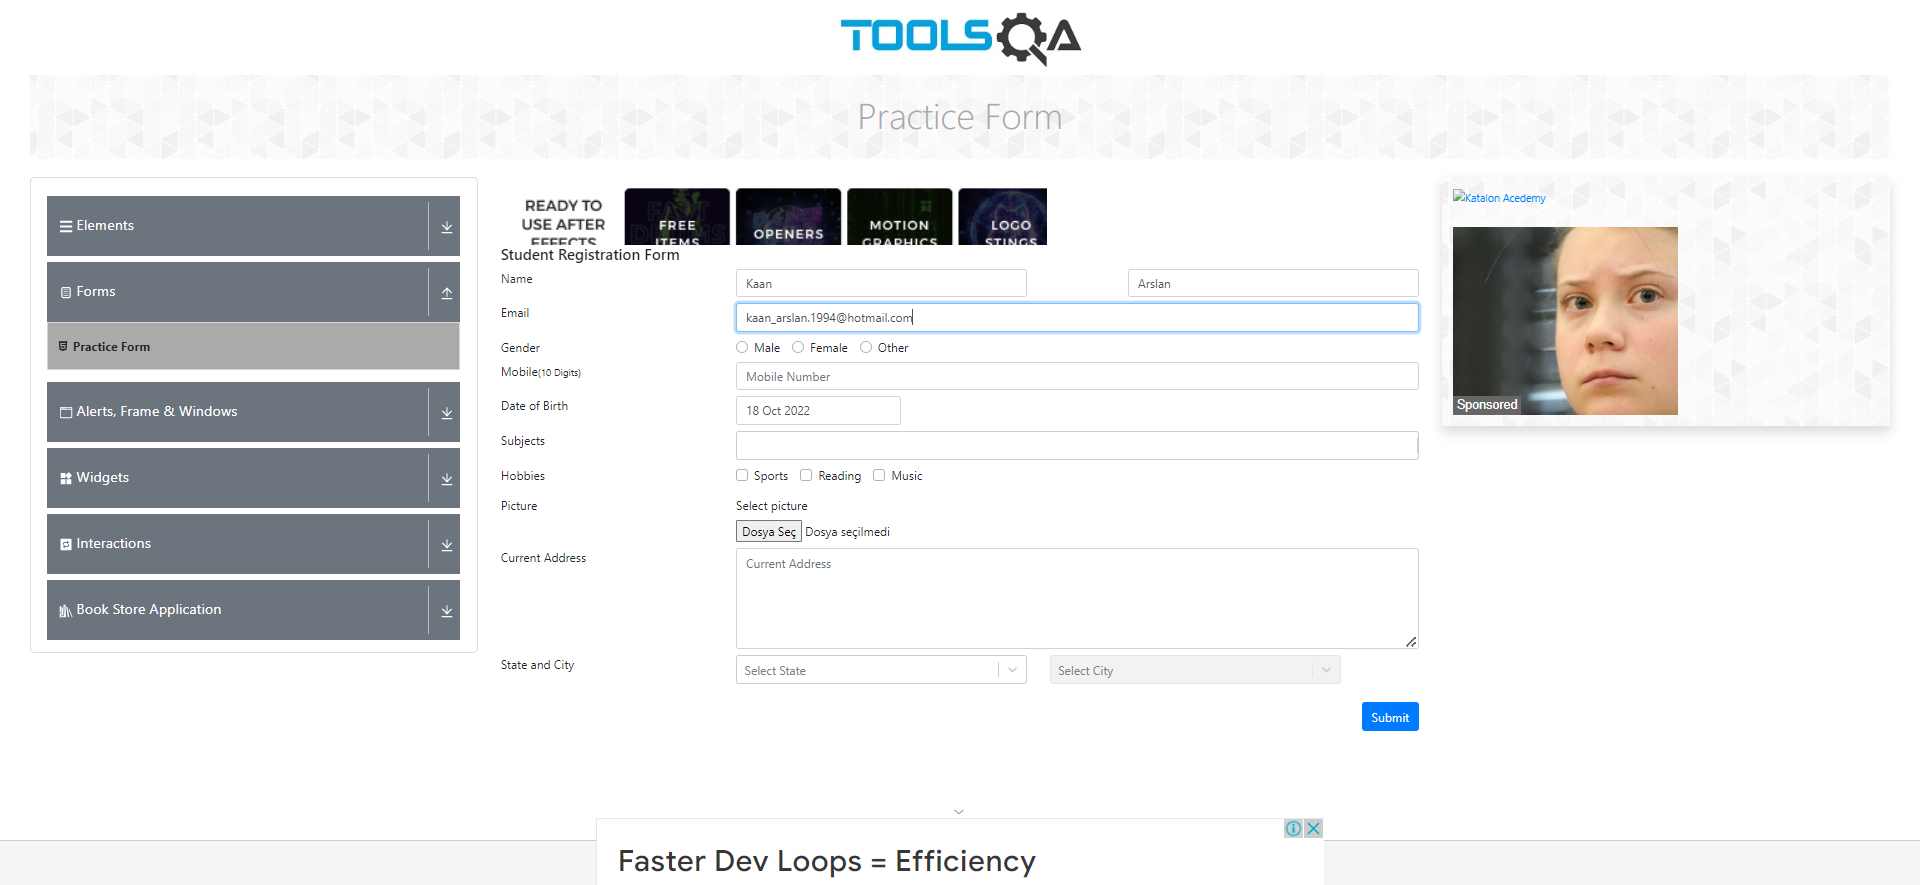 TOOLSQA
Practice Form
Elements
Forms
Practice Form
Alerts, Frame & Windows
Widgets
Interactions
Book Store Application
READY TO
USE AFTER
EFFECTS
FREE
ITEMS
OPENERS
MOTION
GRAPHICS
LOGO
STINGS
Student Registration Form
Name
Kaan
Arslan
Email
kaan_arslan.1994@hotmail.com
Gender
Male Female Other
Mobile(10 Digits)
Mobile Number
Date of Birth
18 Oct 2022
Subjects
Hobbies
Sports Reading Music
Picture
Select picture
Dosya Seç Dosya seçilmedi
Current Address
Current Address
State and City
Select State
Select City
Submit
Katalon Acedemy
Sponsored
Faster Dev Loops = Efficiency